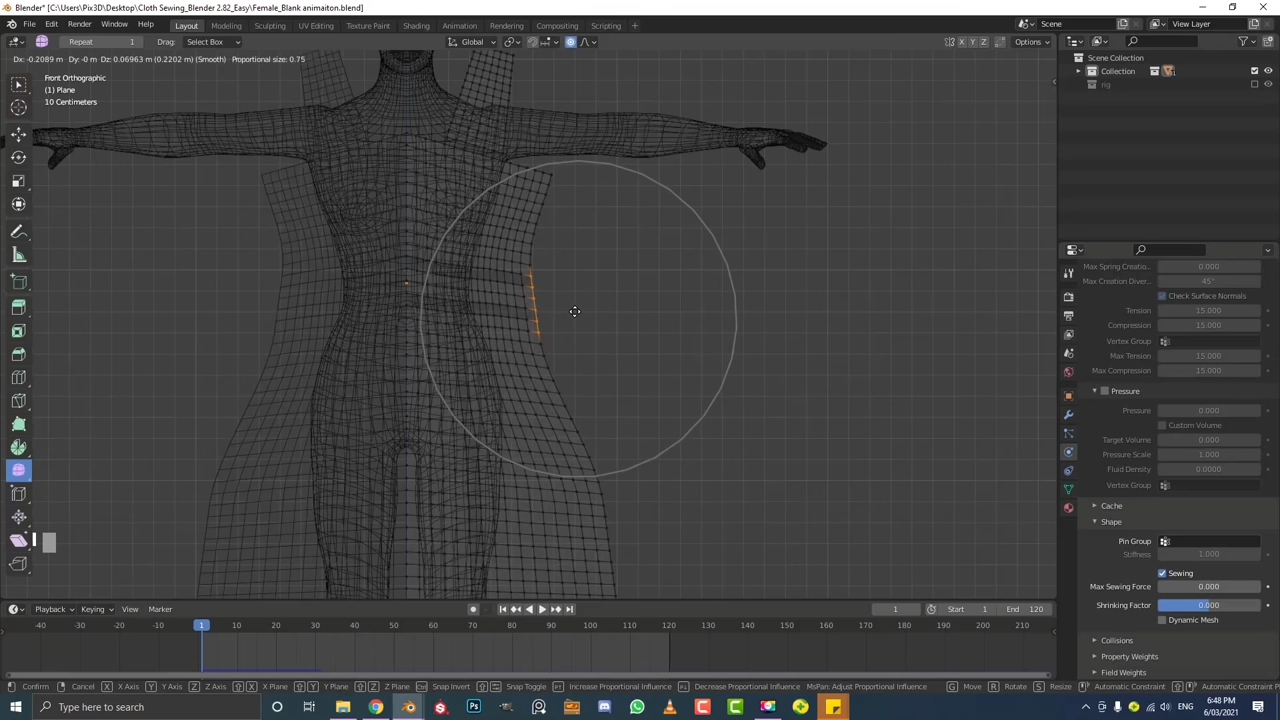 Blender* [C:\Users\Pix3D\Desktop\Cloth Sewing_Blender 2.82_Easy\Female_Blank animaiton.blend]
File Edit Render Window Help Layout Modeling Sculpting UV Editing Texture Paint Shading Animation Rendering Compositing Scripting Scene View Layer
Repeat 1 Drag: Select Box Global X Y Z Options
Dx: -0.2089 m Dy: -0 m Dz: 0.06963 m (0.2202 m) (Smooth) Proportional size: 0.75
Scene Collection
Front Orthographic
Collection 1
(1) Plane
rig
10 Centimeters
Max Spring Creatio.. 0.000
Max Creation Diver.. 45°
Check Surface Normals
Tension 15.000
Compression 15.000
Vertex Group
Max Tension 15.000
Max Compression 15.000
Pressure
Pressure 0.000
Custom Volume
Target Volume 0.000
Pressure Scale 1.000
Fluid Density 0.0000
Vertex Group
Cache
Shape
Pin Group
Stiffness 1.000
Sewing
Max Sewing Force 0.000
Shrinking Factor 0.000
Dynamic Mesh
Collisions
Property Weights
Field Weights
Playback Keying View Marker 1 Start 1 End 120
-40 -30 -20 -10 1 10 20 30 40 50 60 70 80 90 100 110 120 130 140 150 160 170 180 190 200 210
Confirm Cancel X X Axis Y Y Axis Z Z Axis X X Plane Y Y Plane Z Z Plane Snap Invert Snap Toggle Increase Proportional Influence Decrease Proportional Influence MsPan: Adjust Proportional Influence G Move R Rotate S Resize Automatic Constraint Automatic Constraint Plane
Type here to search
6:48 PM
6/03/2021